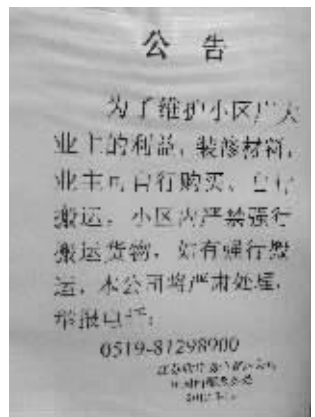 公告
为了维护小区广大
业主的利益，装修材料，
业主可自行购买、自行
搬运。小区内严禁强行
搬运货物，如有强行搬
运，本公司将严肃处理，
举报电话：
0519-81298900